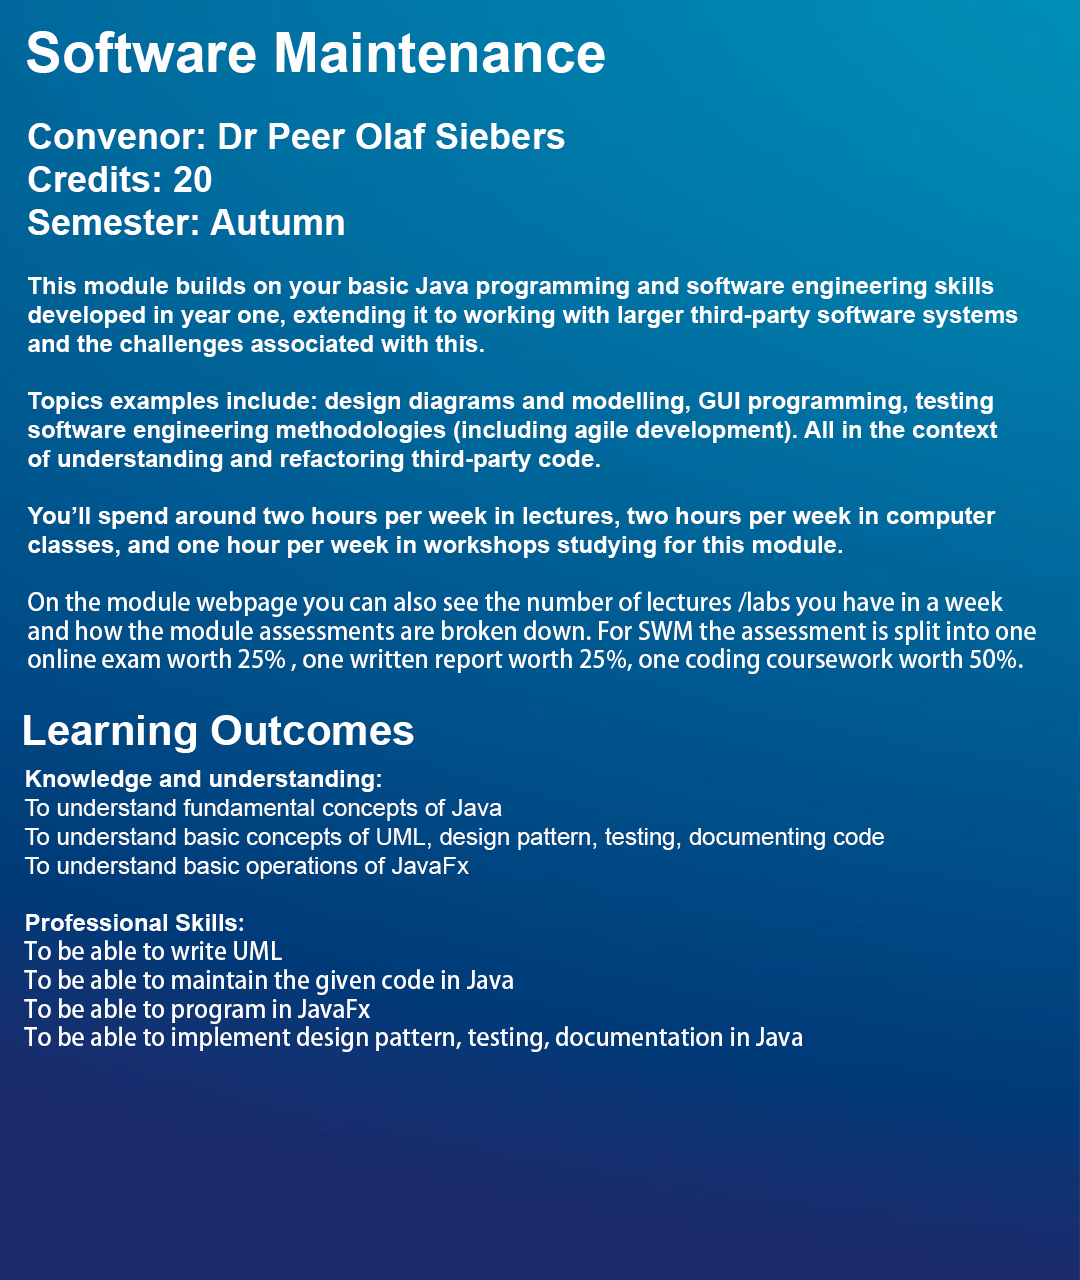 Software Maintenance
Convenor: Dr Peer Olaf Siebers
Credits: 20
Semester: Autumn
This module builds on your basic Java programming and software engineering skills
developed in year one, extending it to working with larger third-party software systems
and the challenges associated with this.
Topics examples include: design diagrams and modelling, GUI programming, testing
software engineering methodologies (including agile development). All in the context
of understanding and refactoring third-party code.
You’ll spend around two hours per week in lectures, two hours per week in computer
classes, and one hour per week in workshops studying for this module.
On the module webpage you can also see the number of lectures /labs you have in a week
and how the module assessments are broken down. For SWM the assessment is split into one
online exam worth 25% , one written report worth 25%, one coding coursework worth 50%.
Learning Outcomes
Knowledge and understanding:
To understand fundamental concepts of Java
To understand basic concepts of UML, design pattern, testing, documenting code
To understand basic operations of JavaFx
Professional Skills:
To be able to write UML
To be able to maintain the given code in Java
To be able to program in JavaFx
To be able to implement design pattern, testing, documentation in Java